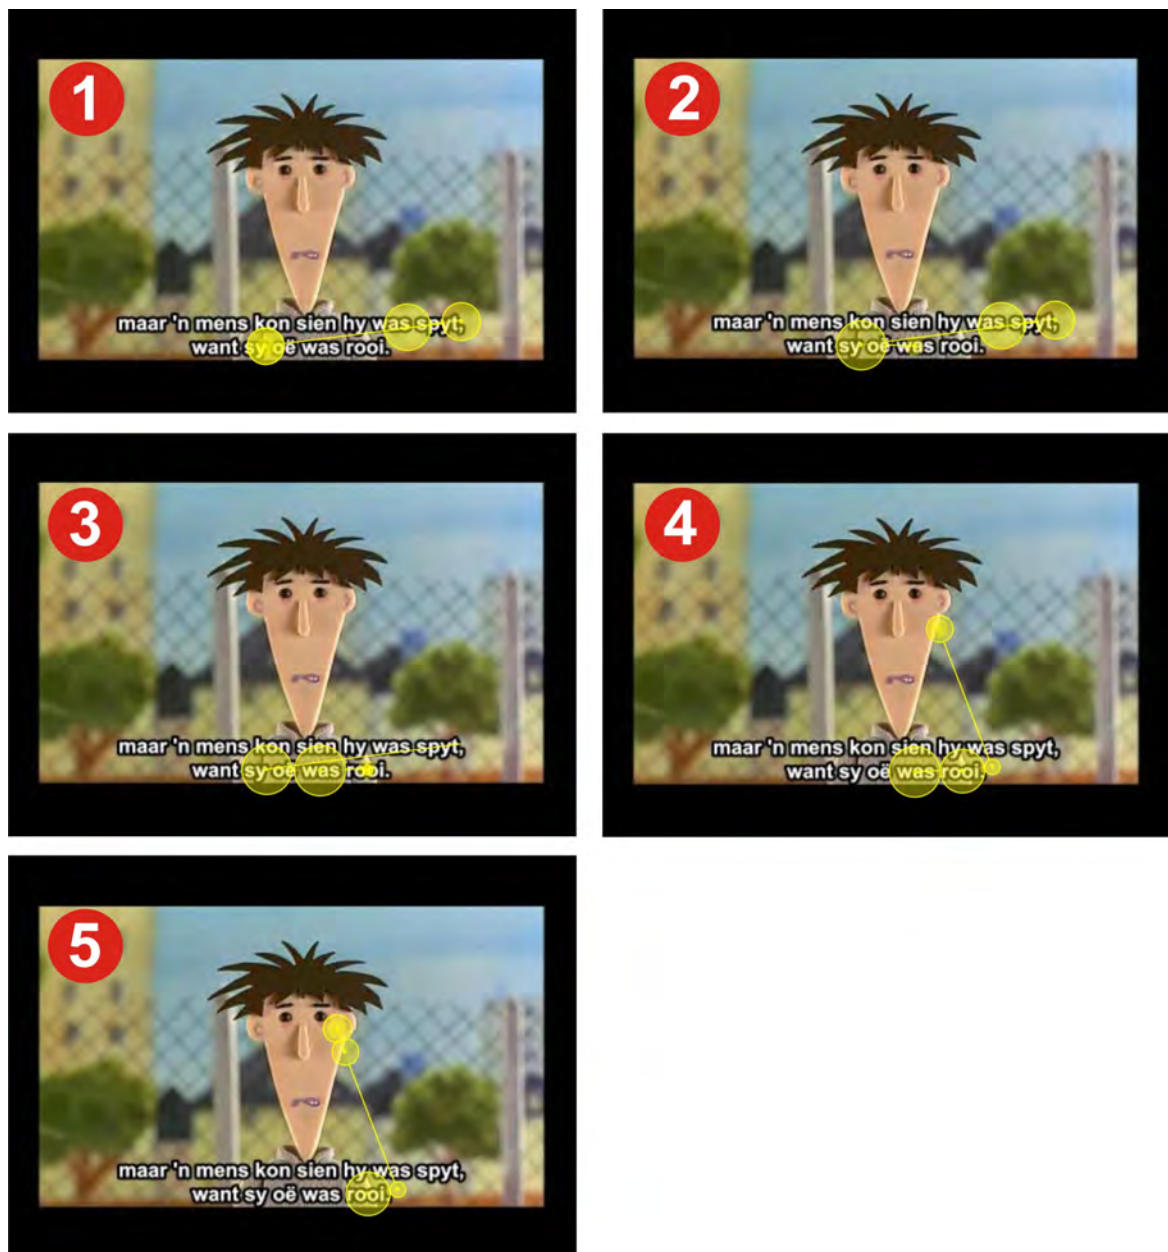 1
maar 'n mens kon sien hy was spyt,
want sy oë was rooi.
2
maar 'n mens kon sien hy was spyt,
want sy oë was rooi.
3
maar 'n mens kon sien hy was spyt,
want sy oë was rooi.
4
maar 'n mens kon sien hy was spyt,
want sy oë was rooi.
5
maar 'n mens kon sien hy was spyt,
want sy oë was rooi.